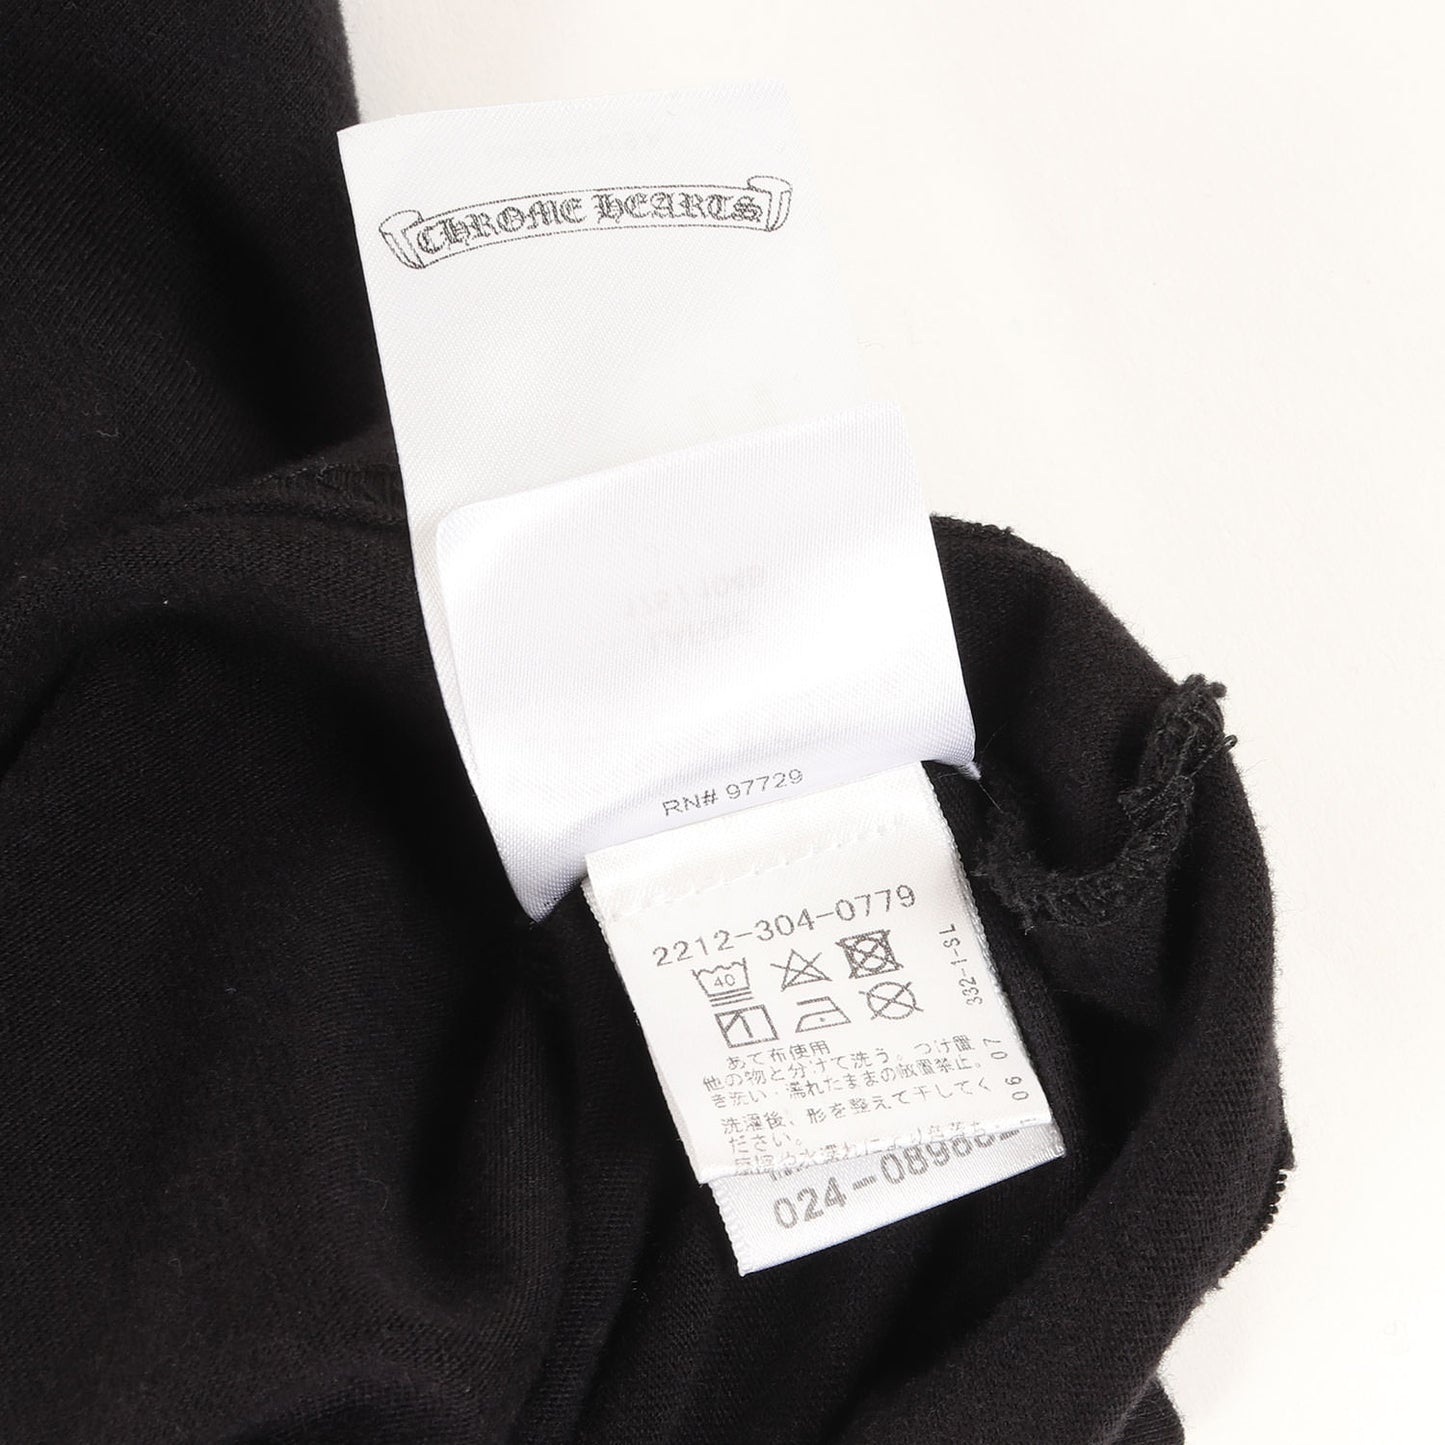 CHROME HEARTS
RN# 97729
2212-304-0779
40
332-1-SL
06 07
あて布使用
他の物と分けて洗う。つけ置
き洗い・濡れたままの放置禁止。
洗濯後、形を整えて干してく
ださい。
024-0898